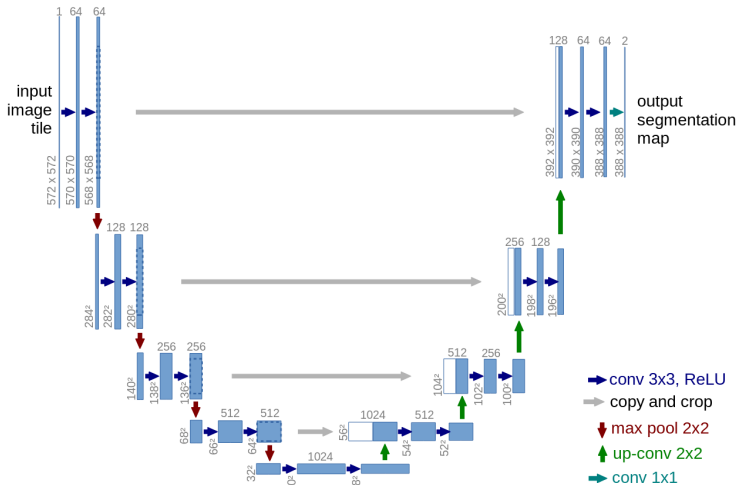 1 64 64
128 64 64 2
input
image
tile
output
segmentation
map
572 x 572
570 x 570
568 x 568
392 x 392
390 x 390
388 x 388
388 x 388
128 128
256 128
284²
282²
280²
200²
198²
196²
256 256
512 256
140²
138²
136²
104²
102²
100²
512 512
1024 512
68²
66²
64²
56²
54²
52²
1024
32²
0²
8²
conv 3x3, ReLU
copy and crop
max pool 2x2
up-conv 2x2
conv 1x1